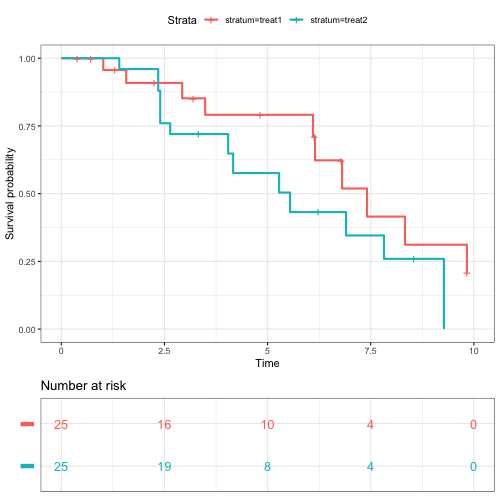 Strata stratum=treat1 stratum=treat2
1.00
0.75
0.50
0.25
0.00
Survival probability
0 2.5 5 7.5 10
Time
Number at risk
25 16 10 4 0
25 19 8 4 0